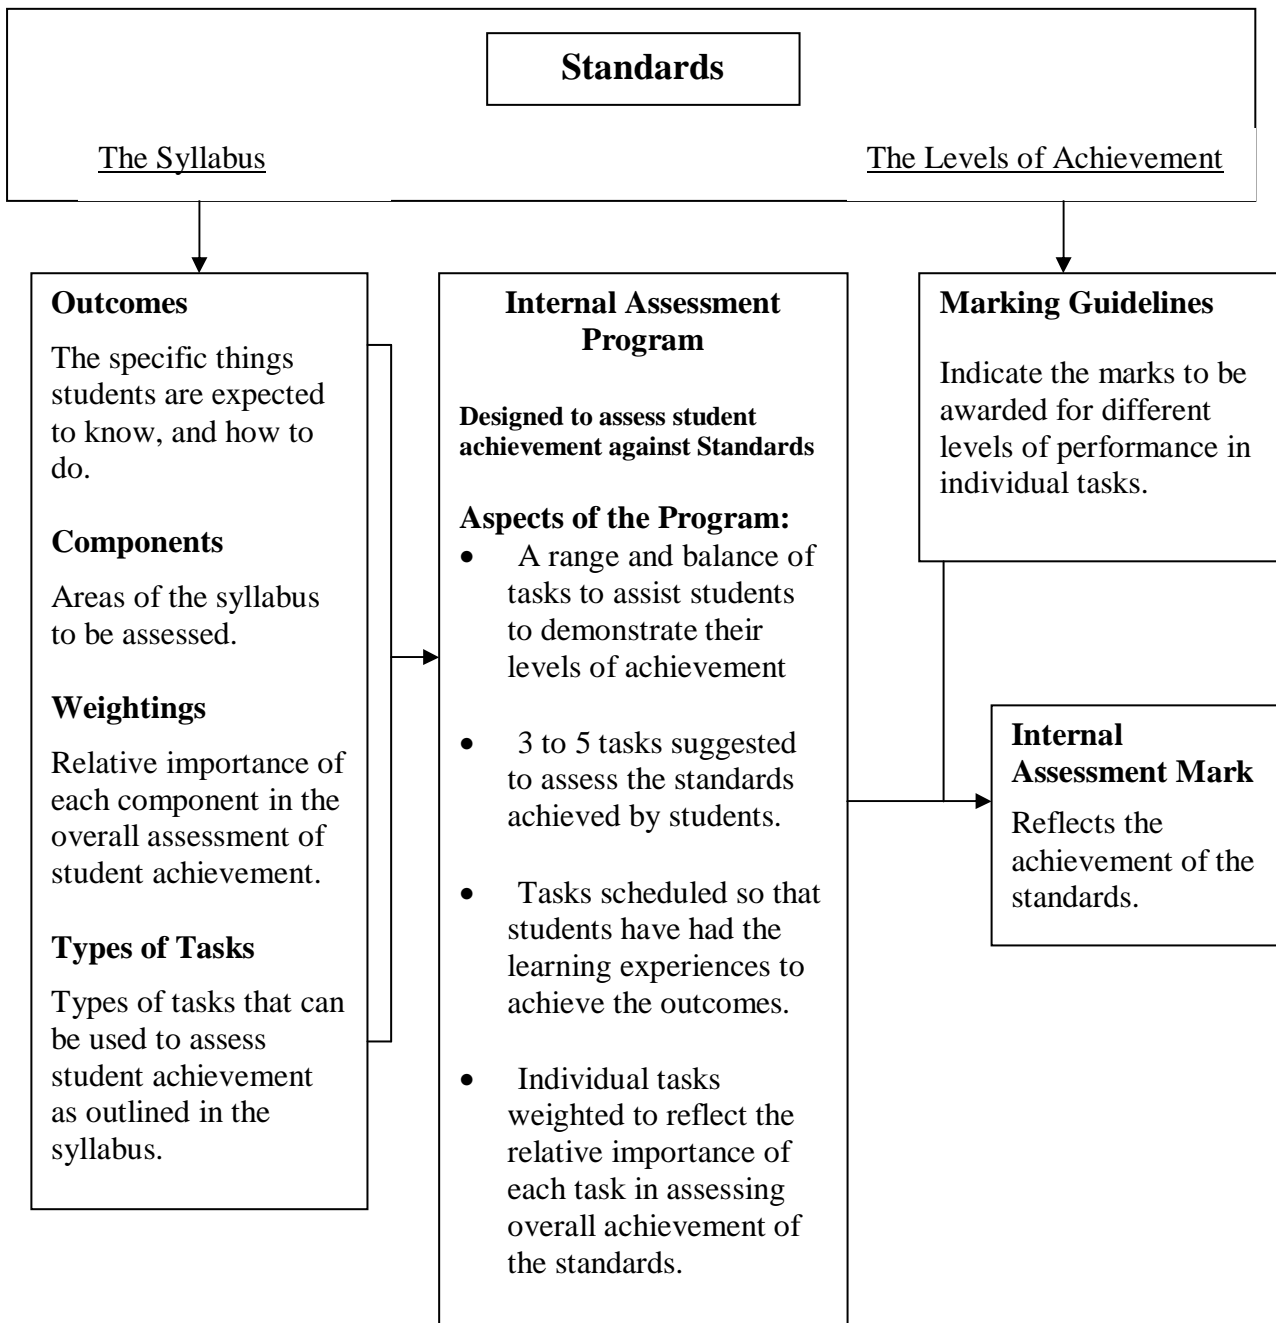 Standards
The Syllabus
The Levels of Achievement
Outcomes
The specific things
students are expected
to know, and how to
do.
Components
Areas of the syllabus
to be assessed.
Weightings
Relative importance of
each component in the
overall assessment of
student achievement.
Types of Tasks
Types of tasks that can
be used to assess
student achievement
as outlined in the
syllabus.
Internal Assessment
Program
Designed to assess student
achievement against Standards
Aspects of the Program:
• A range and balance of
tasks to assist students
to demonstrate their
levels of achievement
• 3 to 5 tasks suggested
to assess the standards
achieved by students.
• Tasks scheduled so that
students have had the
learning experiences to
achieve the outcomes.
• Individual tasks
weighted to reflect the
relative importance of
each task in assessing
overall achievement of
the standards.
Marking Guidelines
Indicate the marks to be
awarded for different
levels of performance in
individual tasks.
Internal
Assessment Mark
Reflects the
achievement of the
standards.